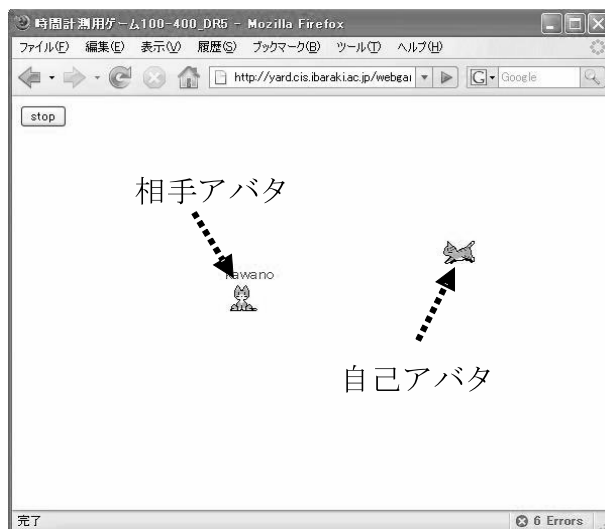 時間計測用ゲーム100-400_DR5 - Mozilla Firefox
ファイル(F) 編集(E) 表示(V) 履歴(S) ブックマーク(B) ツール(T) ヘルプ(H)
http://yard.cis.ibaraki.ac.jp/webgai
G Google
stop
相手アバタ
kawano
自己アバタ
完了
6 Errors